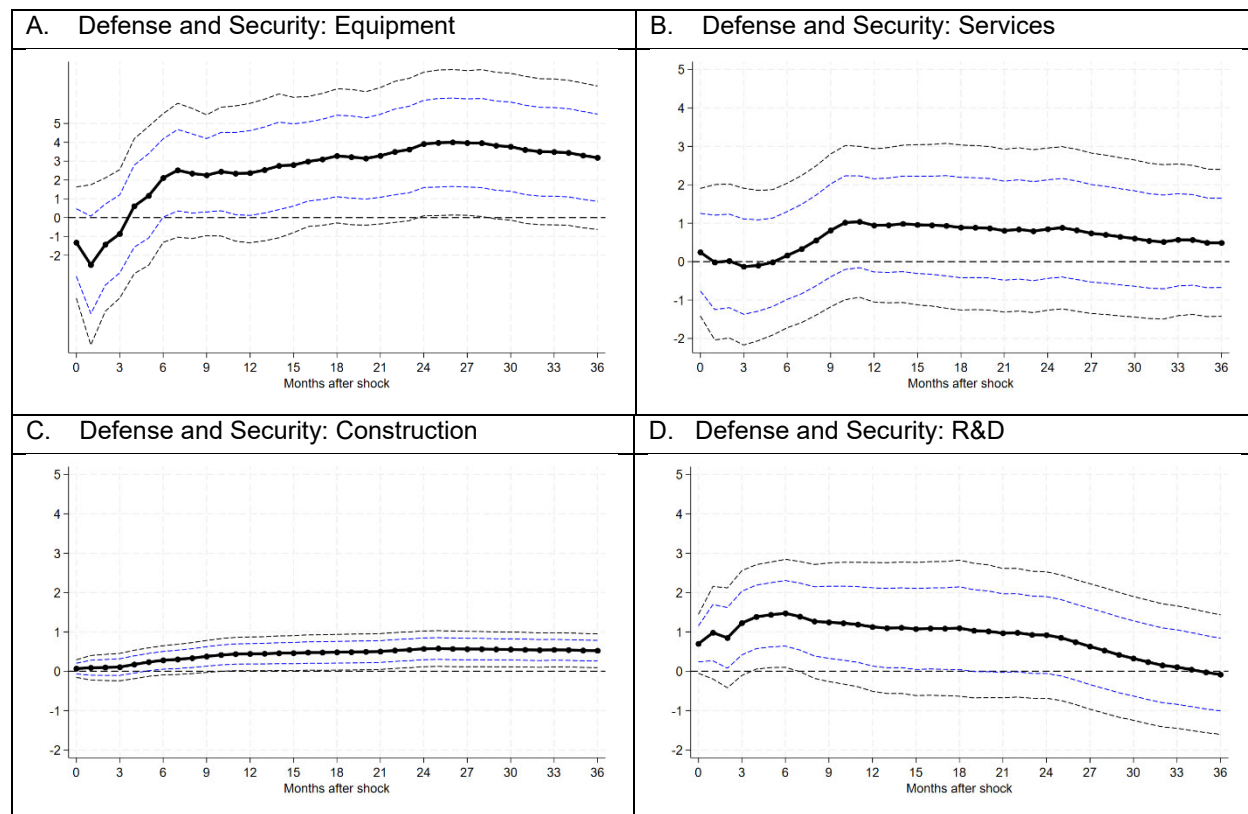 A. Defense and Security: Equipment
5
4
3
2
1
0
-1
-2
0 3 6 9 12 15 18 21 24 27 30 33 36
Months after shock
B. Defense and Security: Services
5
4
3
2
1
0
-1
-2
0 3 6 9 12 15 18 21 24 27 30 33 36
Months after shock
C. Defense and Security: Construction
5
4
3
2
1
0
-1
-2
0 3 6 9 12 15 18 21 24 27 30 33 36
Months after shock
D. Defense and Security: R&D
5
4
3
2
1
0
-1
-2
0 3 6 9 12 15 18 21 24 27 30 33 36
Months after shock